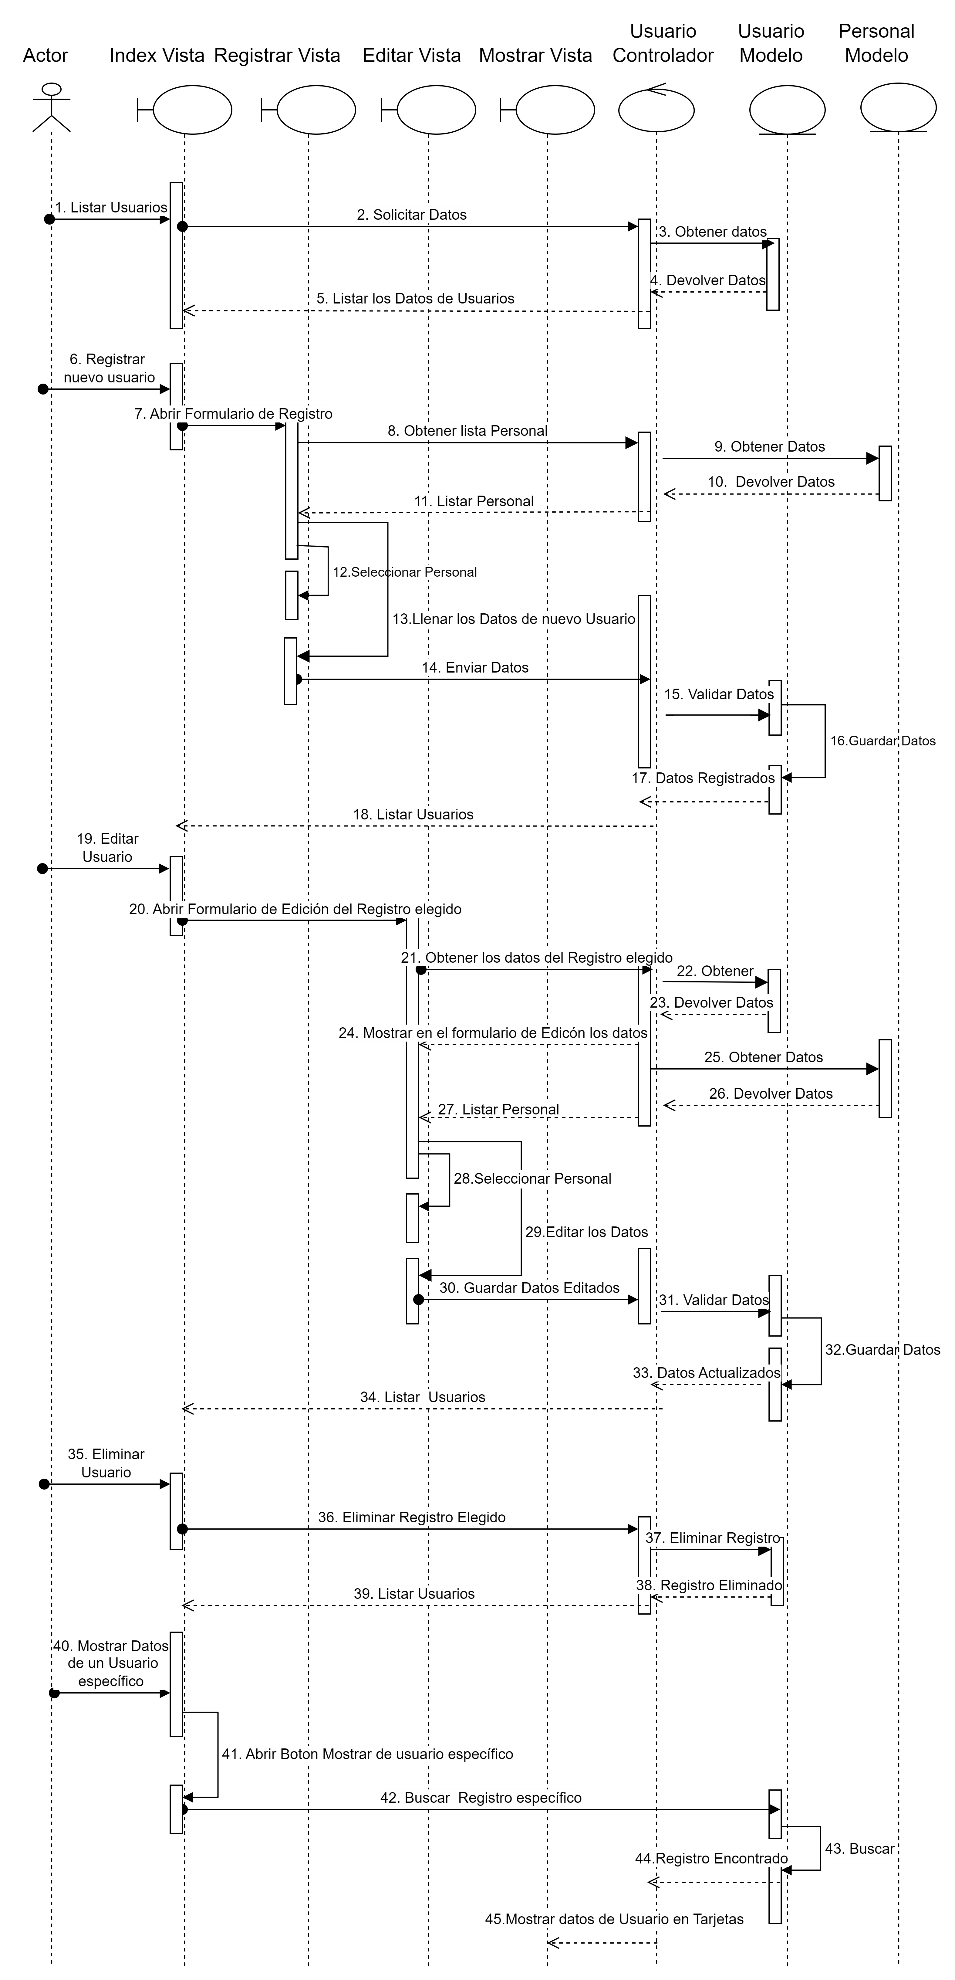 Actor
Index Vista
Registrar Vista
Editar Vista
Mostrar Vista
Usuario
Controlador
Usuario
Modelo
Personal
Modelo
1. Listar Usuarios
2. Solicitar Datos
3. Obtener datos
4. Devolver Datos
5. Listar los Datos de Usuarios
6. Registrar
nuevo usuario
7. Abrir Formulario de Registro
8. Obtener lista Personal
9. Obtener Datos
10. Devolver Datos
11. Listar Personal
12.Seleccionar Personal
13.Llenar los Datos de nuevo Usuario
14. Enviar Datos
15. Validar Datos
16.Guardar Datos
17. Datos Registrados
18. Listar Usuarios
19. Editar
Usuario
20. Abrir Formulario de Edición del Registro elegido
21. Obtener los datos del Registro elegido
22. Obtener
23. Devolver Datos
24. Mostrar en el formulario de Edicón los datos
25. Obtener Datos
26. Devolver Datos
27. Listar Personal
28.Seleccionar Personal
29.Editar los Datos
30. Guardar Datos Editados
31. Validar Datos
32.Guardar Datos
33. Datos Actualizados
34. Listar Usuarios
35. Eliminar
Usuario
36. Eliminar Registro Elegido
37. Eliminar Registro
38. Registro Eliminado
39. Listar Usuarios
40. Mostrar Datos
de un Usuario
específico
41. Abrir Boton Mostrar de usuario específico
42. Buscar Registro específico
43. Buscar
44.Registro Encontrado
45.Mostrar datos de Usuario en Tarjetas